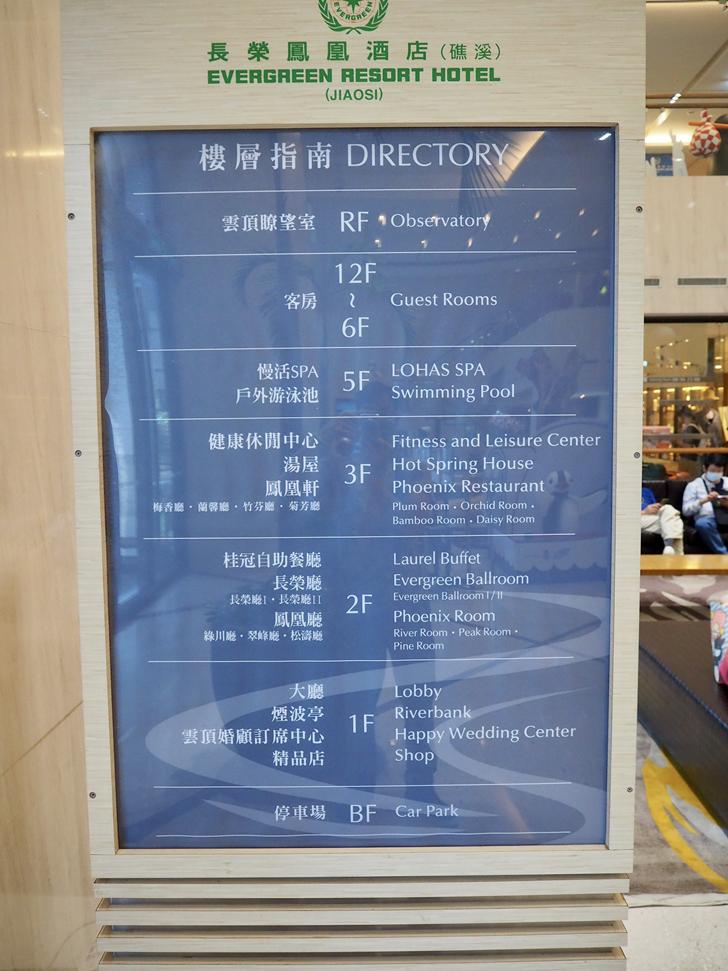 EVERGREEN
長榮鳳凰酒店(礁溪)
EVERGREEN RESORT HOTEL
(JIAOSI)
樓層指南 DIRECTORY
雲頂瞭望室 RF Observatory
12F
客房 ~ Guest Rooms
6F
慢活SPA 5F LOHAS SPA
戶外游泳池 Swimming Pool
健康休閒中心 3F Fitness and Leisure Center
湯屋 Hot Spring House
鳳凰軒 Phoenix Restaurant
梅香廳・蘭馨廳・竹芬廳・菊芳廳 Plum Room・Orchid Room・
Bamboo Room・Daisy Room
桂冠自助餐廳 2F Laurel Buffet
長榮廳 Evergreen Ballroom
長榮廳I・長榮廳II Evergreen Ballroom I/II
鳳凰廳 Phoenix Room
綠川廳・翠峰廳・松濤廳 River Room・Peak Room・
Pine Room
大廳 1F Lobby
煙波亭 Riverbank
雲頂婚顧訂席中心 Happy Wedding Center
精品店 Shop
停車場 BF Car Park